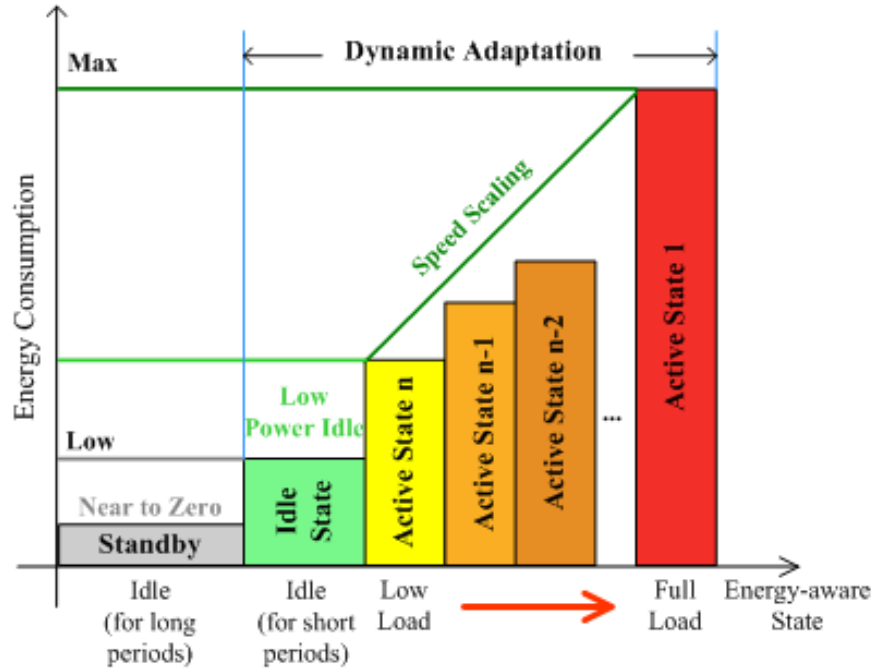 Dynamic Adaptation
Max
Speed Scaling
Energy Consumption
Low
Power Idle
Low
Near to Zero
Standby
Idle
State
Active State n
Active State n-1
Active State n-2
...
Active State 1
Idle
(for long
periods)
Idle
(for short
periods)
Low
Load
Full
Load
Energy-aware
State